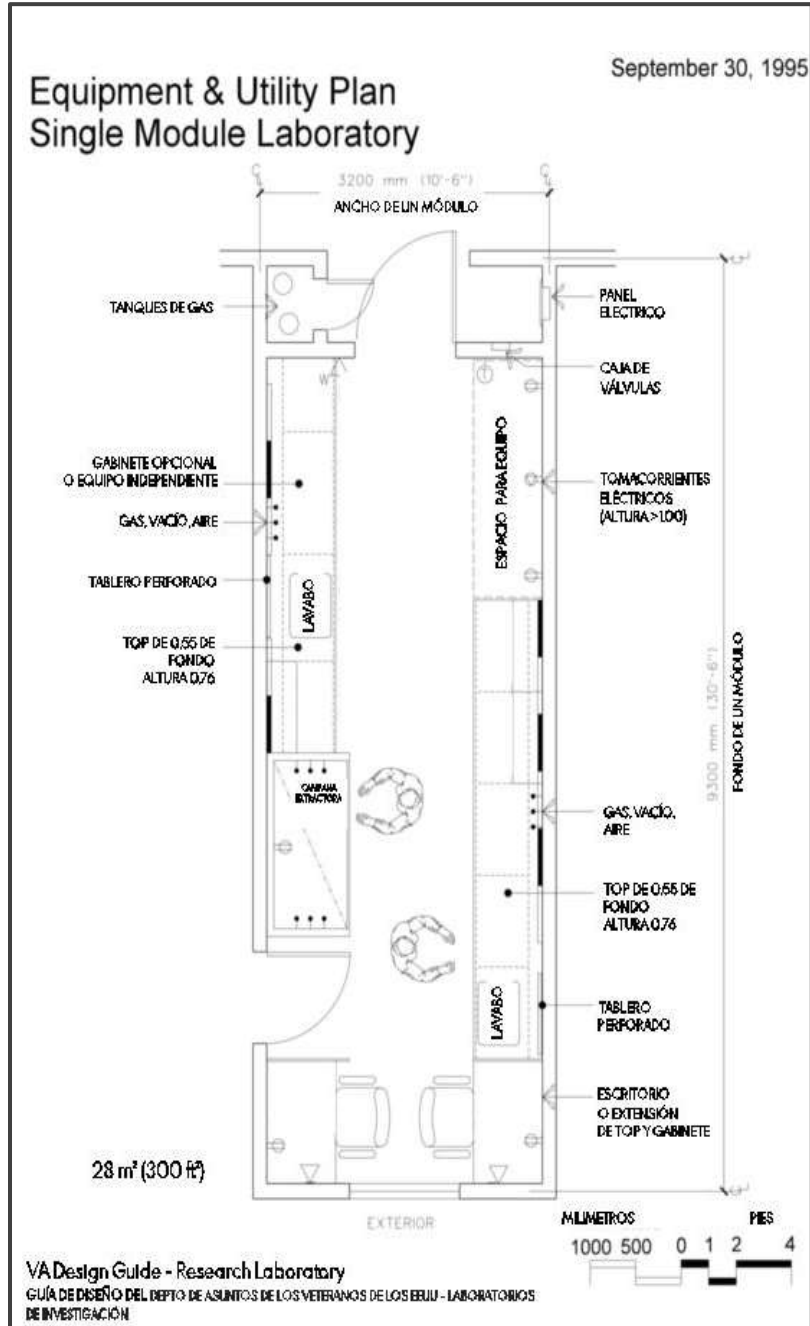 September 30, 1995
Equipment & Utility Plan
Single Module Laboratory
3200 mm (10'-6")
ANCHO DE UN MÓDULO
TANQUES DE GAS
PANEL
ELECTRICO
CAJA DE
VÁLVULAS
W
GABINETE OPCIONAL
O EQUIPO INDEPENDIENTE
ESPACIO PARA EQUIPO
TOMACORRIENTES
ELÉCTRICOS
(ALTURA >1.00)
GAS, VACÍO, AIRE
TABLERO PERFORADO
LAVABO
TOP DE 0.55 DE
FONDO
ALTURA 0.76
9300 mm (30'-6")
FONDO DE UN MÓDULO
CAMPANA
EXTRACTORA
GAS, VACÍO,
AIRE
TOP DE 0.55 DE
FONDO
ALTURA 0.76
LAVABO
TABLERO
PERFORADO
ESCRITORIO
O EXTENSIÓN
DE TOP Y GABINETE
28 m² (300 ft²)
EXTERIOR
MILIMETROS
PIES
1000 500 0 1 2 4
VA Design Guide - Research Laboratory
GUÍA DE DISEÑO DEL DEPTO DE ASUNTOS DE LOS VETERANOS DE LOS EEUU - LABORATORIOS
DE INVESTIGACIÓN